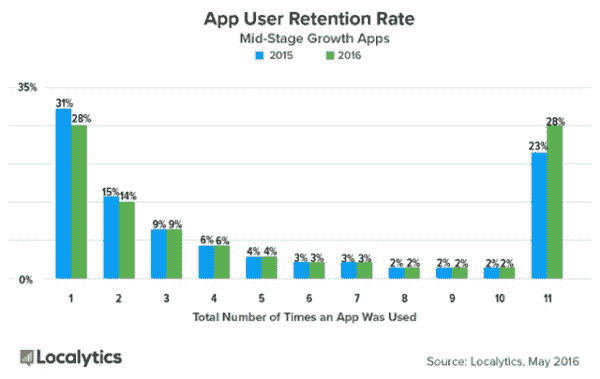 App User Retention Rate
Mid-Stage Growth Apps
2015 2016
35%
31% 28% 15% 14% 9% 9% 6% 6% 4% 4% 3% 3% 3% 3% 2% 2% 2% 2% 2% 2% 23% 28%
0%
1 2 3 4 5 6 7 8 9 10 11
Total Number of Times an App Was Used
Localytics
Source: Localytics, May 2016